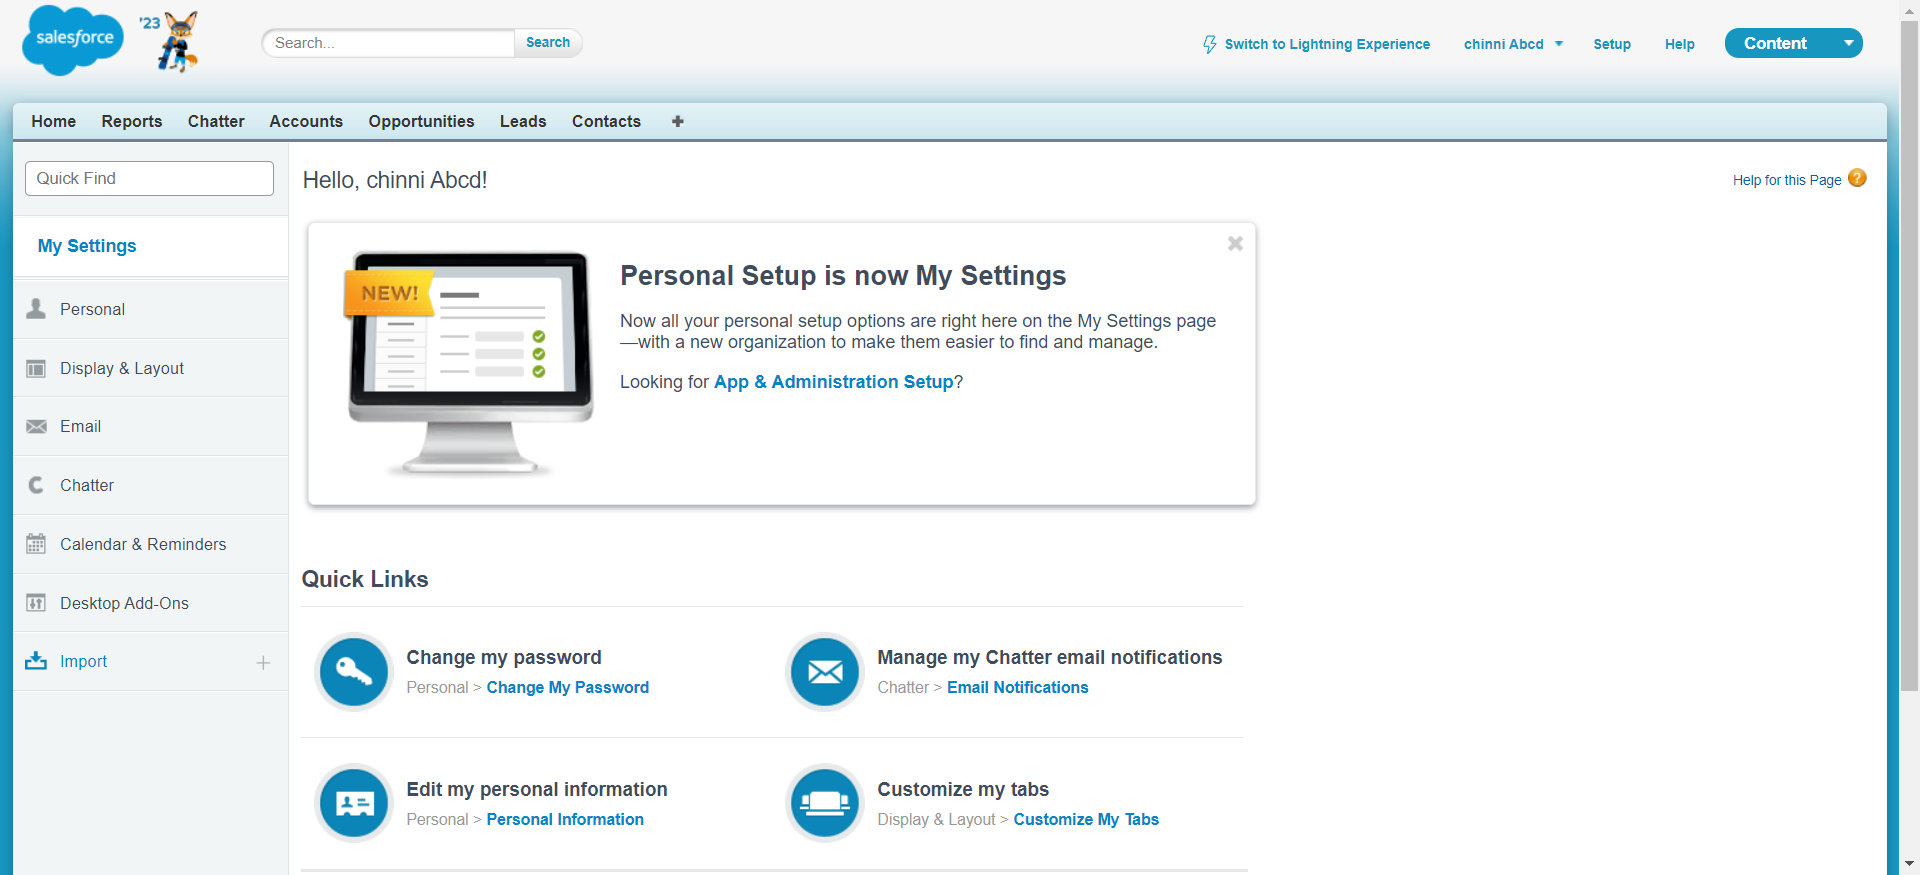 salesforce
'23
Search...
Search
Switch to Lightning Experience
chinni Abcd
Setup
Help
Content
Home
Reports
Chatter
Accounts
Opportunities
Leads
Contacts
Quick Find
My Settings
Personal
Display & Layout
Email
Chatter
Calendar & Reminders
Desktop Add-Ons
Import
Hello, chinni Abcd!
Help for this Page
NEW!
Personal Setup is now My Settings
Now all your personal setup options are right here on the My Settings page
—with a new organization to make them easier to find and manage.
Looking for App & Administration Setup?
Quick Links
Change my password
Personal > Change My Password
Manage my Chatter email notifications
Chatter > Email Notifications
Edit my personal information
Personal > Personal Information
Customize my tabs
Display & Layout > Customize My Tabs